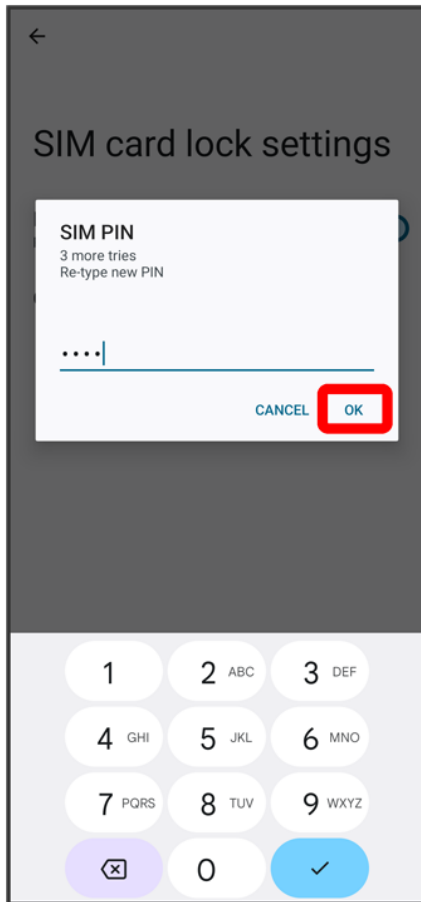 SIM card lock settings
SIM PIN
3 more tries
Re-type new PIN
••••
CANCEL OK
1 2 ABC 3 DEF
4 GHI 5 JKL 6 MNO
7 PQRS 8 TUV 9 WXYZ
0